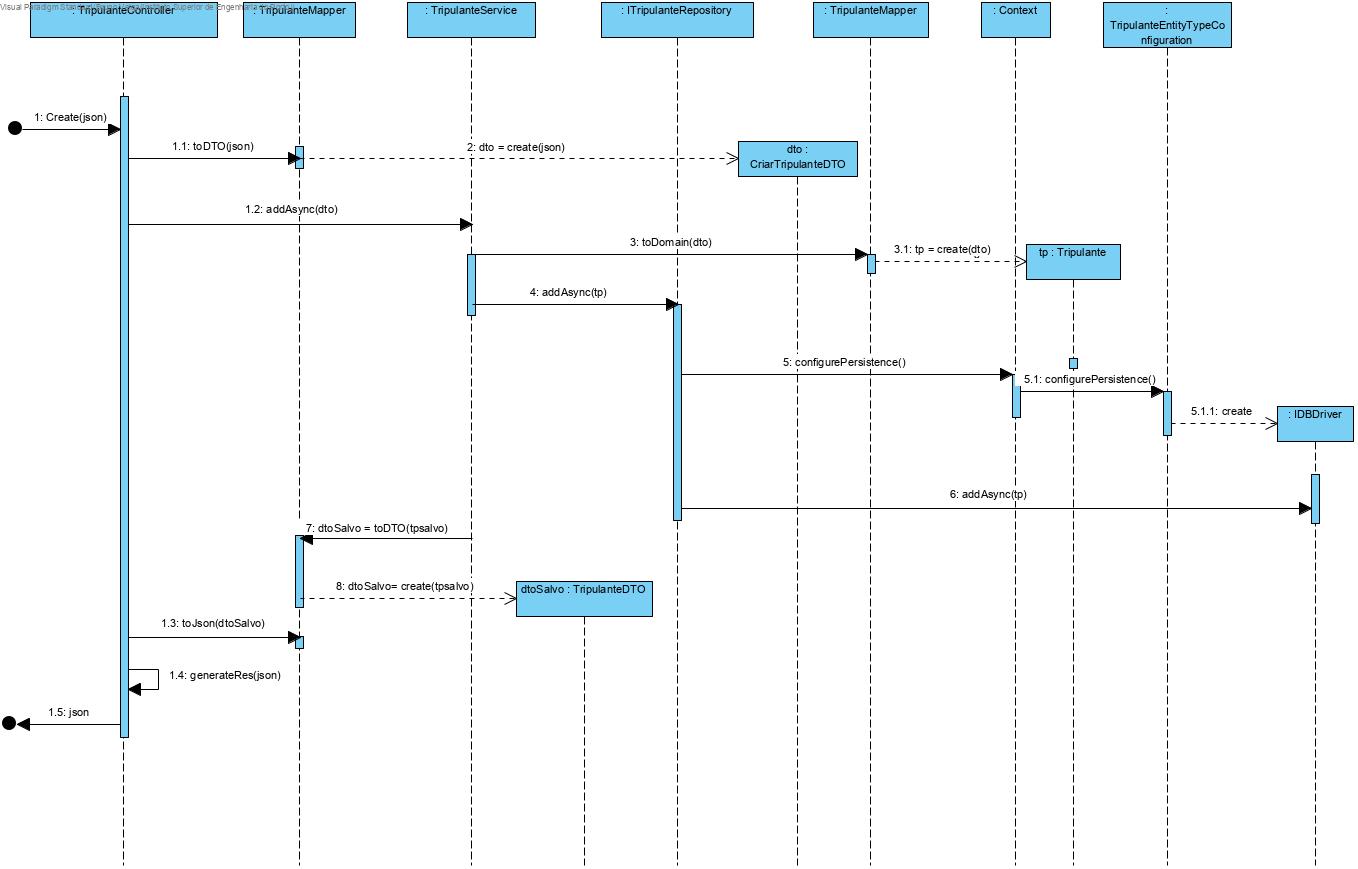 Visual Paradigm Standard
Superior de Engenharia do Porto
: TripulanteController
: TripulanteMapper
: TripulanteService
: ITripulanteRepository
: TripulanteMapper
: Context
:
TripulanteEntityTypeCo
nfiguration
1: Create(json)
1.1: toDTO(json)
2: dto = create(json)
dto :
CriarTripulanteDTO
1.2: addAsync(dto)
3: toDomain(dto)
3.1: tp = create(dto)
tp : Tripulante
4: addAsync(tp)
5: configurePersistence()
5.1: configurePersistence()
5.1.1: create
: IDBDriver
6: addAsync(tp)
7: dtoSalvo = toDTO(tpsalvo)
8: dtoSalvo= create(tpsalvo)
dtoSalvo : TripulanteDTO
1.3: toJson(dtoSalvo)
1.4: generateRes(json)
1.5: json